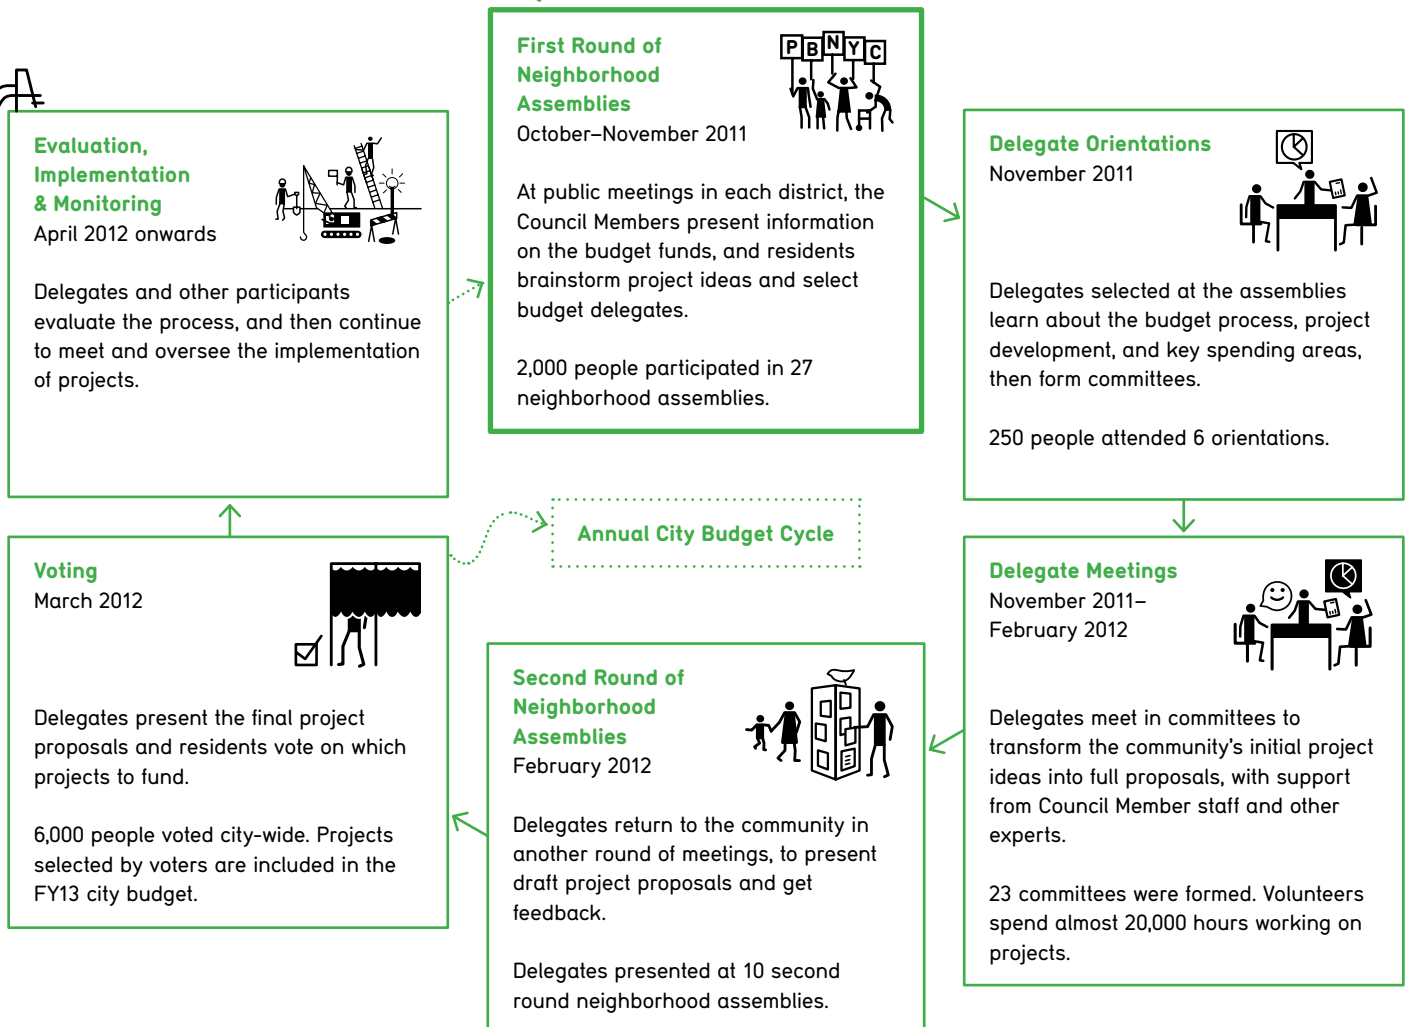 First Round of
Neighborhood
Assemblies
October–November 2011
P B N Y C
At public meetings in each district, the
Council Members present information
on the budget funds, and residents
brainstorm project ideas and select
budget delegates.
2,000 people participated in 27
neighborhood assemblies.
Delegate Orientations
November 2011
Delegates selected at the assemblies
learn about the budget process, project
development, and key spending areas,
then form committees.
250 people attended 6 orientations.
Delegate Meetings
November 2011–
February 2012
Delegates meet in committees to
transform the community’s initial project
ideas into full proposals, with support
from Council Member staff and other
experts.
23 committees were formed. Volunteers
spend almost 20,000 hours working on
projects.
Second Round of
Neighborhood
Assemblies
February 2012
Delegates return to the community in
another round of meetings, to present
draft project proposals and get
feedback.
Delegates presented at 10 second
round neighborhood assemblies.
Voting
March 2012
Delegates present the final project
proposals and residents vote on which
projects to fund.
6,000 people voted city-wide. Projects
selected by voters are included in the
FY13 city budget.
Annual City Budget Cycle
Evaluation,
Implementation
& Monitoring
April 2012 onwards
Delegates and other participants
evaluate the process, and then continue
to meet and oversee the implementation
of projects.